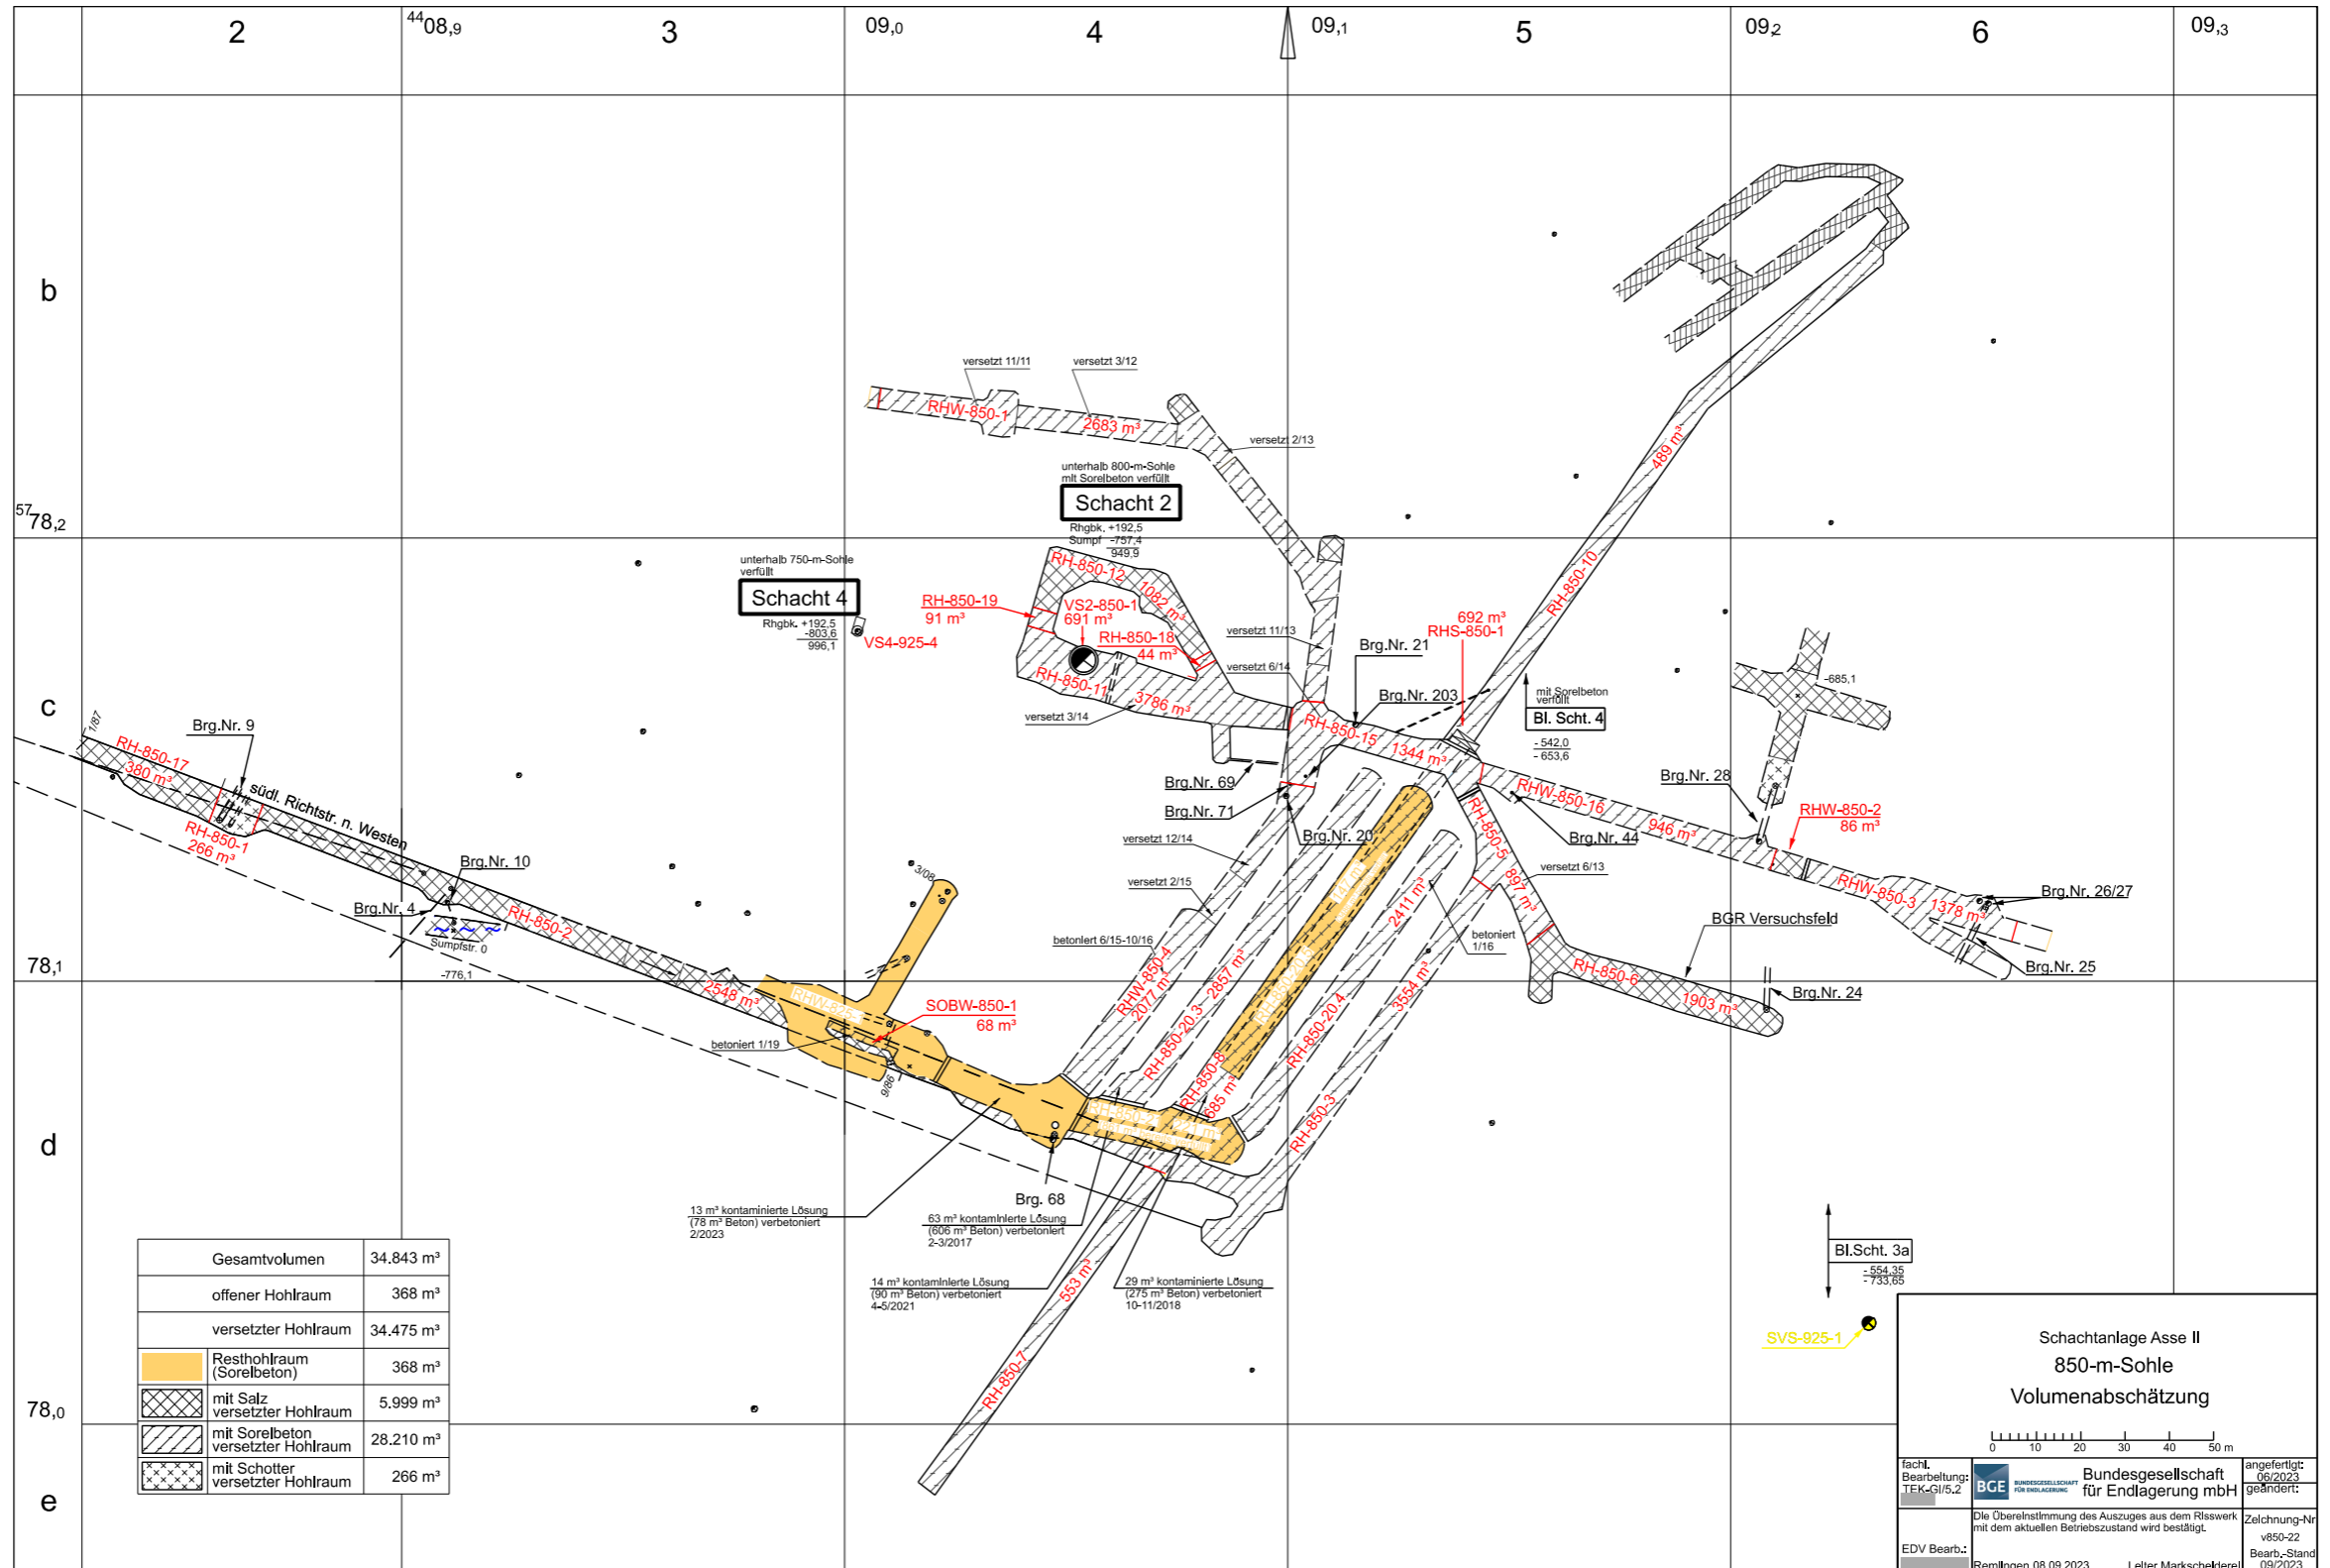 2
4408,9
3
09,0
4
09,1
5
09,2
6
09,3
b
5778,2
c
78,1
d
78,0
e
versetzt 11/11
versetzt 3/12
RHW-850-1
2683 m³
versetzt 2/13
unterhalb 800-m-Sohle
mit Sorelbeton verfüllt
Schacht 2
Rhgbk. +192,5
Sumpf -757,4
949,9
unterhalb 750-m-Sohle
verfüllt
Schacht 4
Rhgbk. +192,5
-803,6
996,1
VS4-925-4
RH-850-12
1082 m³
RH-850-19
91 m³
VS2-850-1
691 m³
RH-850-18
44 m³
RH-850-11
3786 m³
versetzt 3/14
versetzt 11/13
versetzt 6/14
Brg.Nr. 21
Brg.Nr. 203
692 m³
RHS-850-1
489 m³
RH-850-10
mit Sorelbeton
verfüllt
Bl. Scht. 4
- 542,0
- 653,6
-685,1
RH-850-15
1344 m³
Brg.Nr. 69
Brg.Nr. 71
Brg.Nr. 20
RHW-850-16
946 m³
Brg.Nr. 44
Brg.Nr. 28
RHW-850-2
86 m³
RHW-850-3
1378 m³
Brg.Nr. 26/27
Brg.Nr. 25
BGR Versuchsfeld
RH-850-5
897 m³
versetzt 6/13
RH-850-6
1903 m³
Brg.Nr. 24
1/87
RH-850-17
380 m³
Brg.Nr. 9
südl. Richtstr. n. Westen
RH-850-1
266 m³
Brg.Nr. 10
Brg.Nr. 4
RH-850-2
Sumpfstr. 0
-776,1
2548 m³
3/08
RHW-825-3
SOBW-850-1
68 m³
betoniert 1/19
9/86
versetzt 12/14
versetzt 2/15
betoniert 6/15-10/16
RHW-850-4
2077 m³
RH-850-20.3
2857 m³
147 m³
RH-850-20.5
RH-850-20.4
2411 m³
betoniert
1/16
3554 m³
RH-850-3
RH-850-8
685 m³
221 m³
Brg. 68
13 m³ kontaminierte Lösung
(78 m³ Beton) verbetoniert
2/2023
63 m³ kontaminierte Lösung
(606 m³ Beton) verbetoniert
2-3/2017
14 m³ kontaminierte Lösung
(90 m³ Beton) verbetoniert
4-5/2021
29 m³ kontaminierte Lösung
(275 m³ Beton) verbetoniert
10-11/2018
553 m³
RH-850-7
Bl.Scht. 3a
- 554,35
- 733,65
SVS-925-1
Gesamtvolumen 34.843 m³
offener Hohlraum 368 m³
versetzter Hohlraum 34.475 m³
Resthohlraum
(Sorelbeton) 368 m³
mit Salz
versetzter Hohlraum 5.999 m³
mit Sorelbeton
versetzter Hohlraum 28.210 m³
mit Schotter
versetzter Hohlraum 266 m³
Schachtanlage Asse II
850-m-Sohle
Volumenabschätzung
0 10 20 30 40 50 m
fachl.
Bearbeitung:
TEK-GI/5.2
BGE BUNDESGESELLSCHAFT
FÜR ENDLAGERUNG
Bundesgesellschaft
für Endlagerung mbH
angefertigt:
06/2023
geändert:
Die Übereinstimmung des Auszuges aus dem Risswerk
mit dem aktuellen Betriebszustand wird bestätigt.
Zeichnung-Nr
v850-22
EDV Bearb.:
Remlingen 08.09.2023 Leiter Markscheiderei
Bearb.-Stand
09/2023